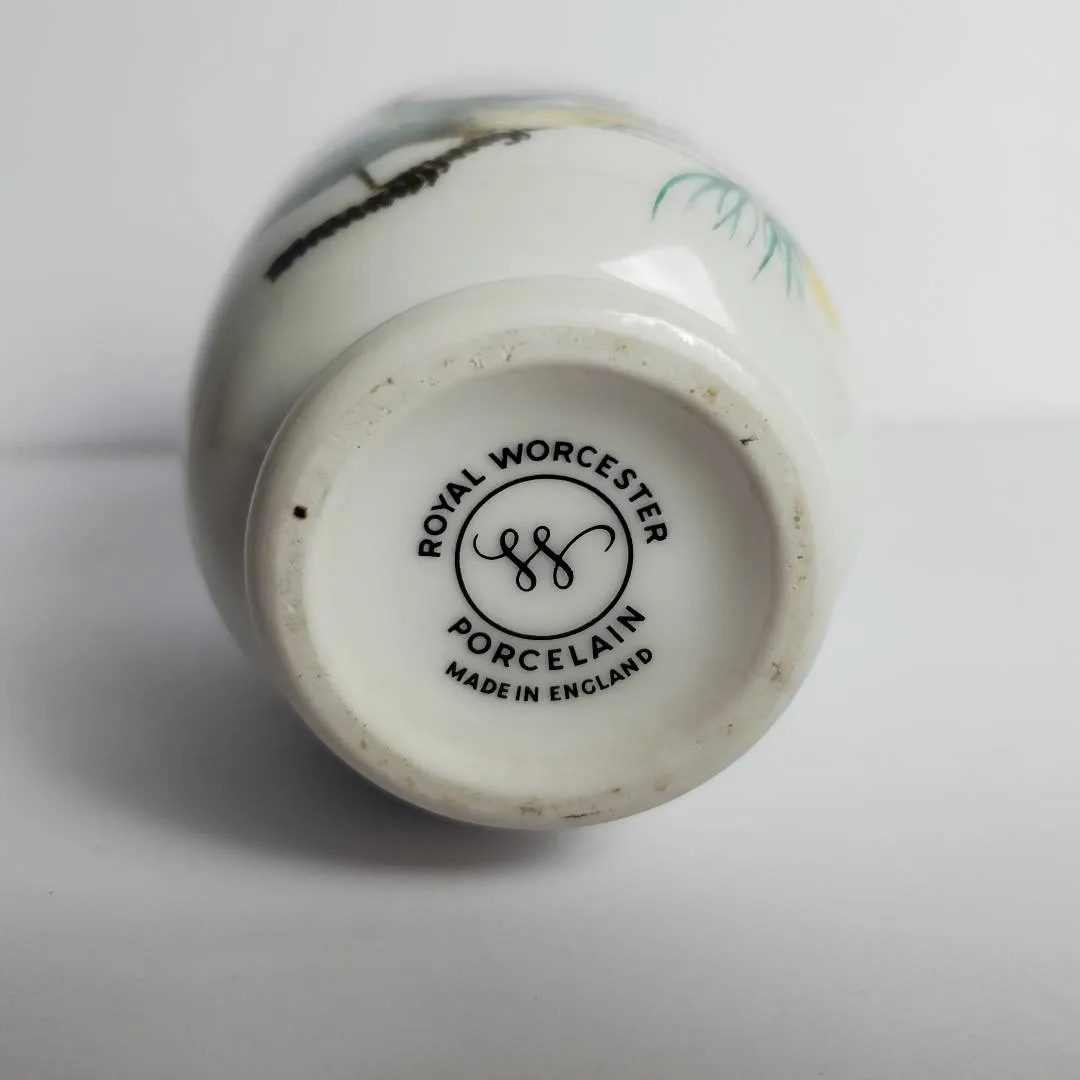 ROYAL WORCESTER
W
PORCELAIN
MADE IN ENGLAND